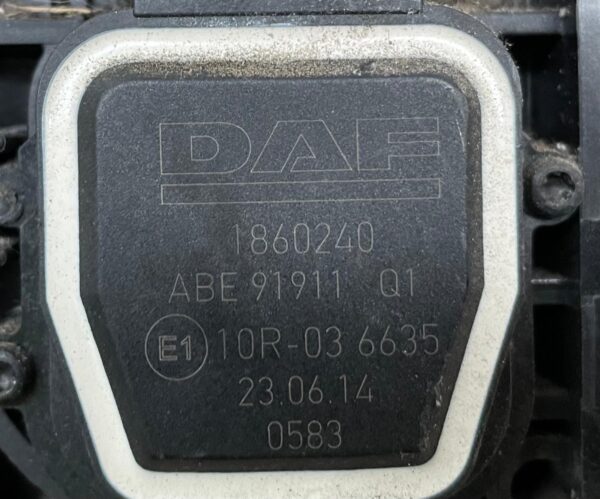 DAF
1860240
ABE 91911 Q1
E1 10R-03 6635
23.06.14
0583